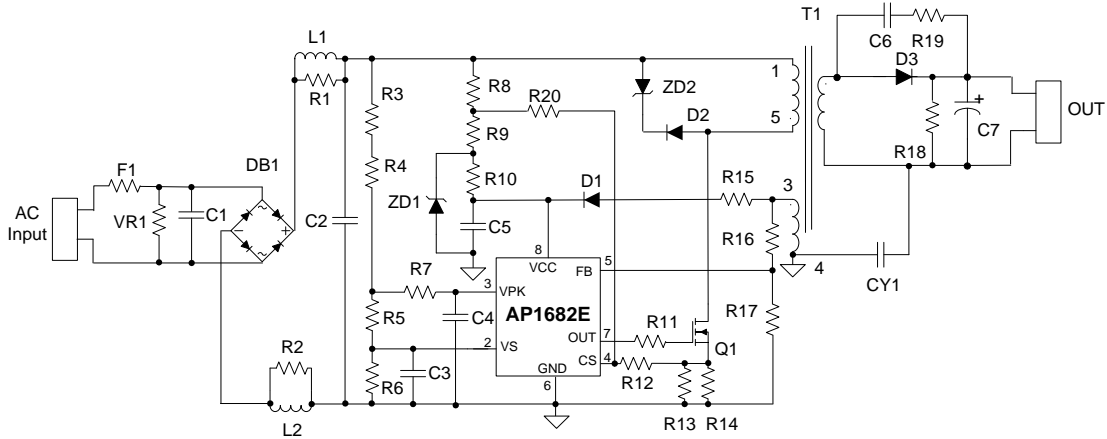 T1
C6
R19
L1
R1
R3
R8
R20
ZD2
1
D3
+
C7
OUT
R9
D2
5
R18
F1
DB1
R4
AC
Input
VR1
C1
~
+
~
−
C2
ZD1
R10
C5
D1
R15
3
R16
4
CY1
R7
8
VCC
3
VPK
FB
5
AP1682E
R5
C4
R11
R17
OUT
7
Q1
2
VS
CS
4
R2
R6
C3
GND
6
R12
L2
R13
R14